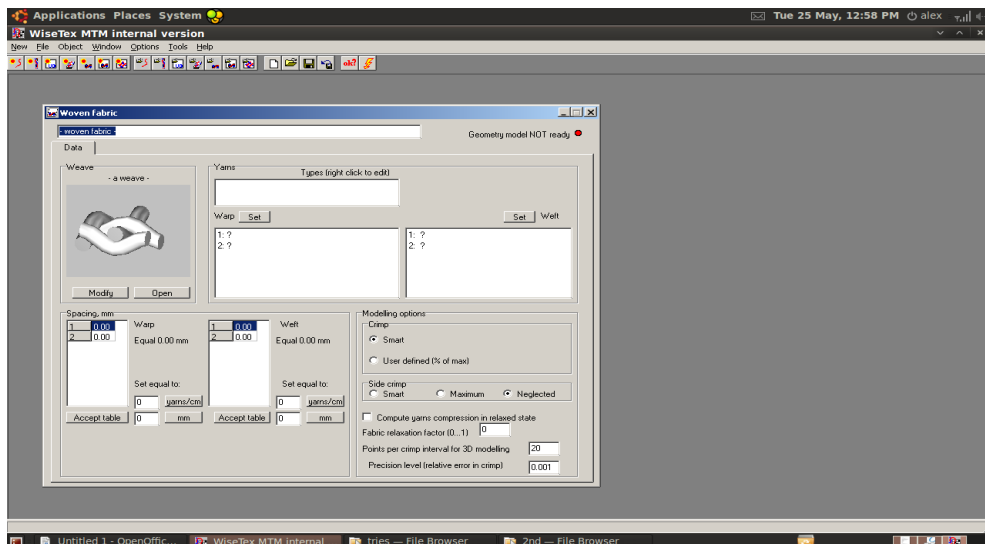 Applications Places System
Tue 25 May, 12:58 PM alex
WiseTex MTM internal version
New File Object Window Options Tools Help
ok?
Woven fabric
- woven fabric -
Geometry model NOT ready
Data
Weave
- a weave -
Modify Open
Yarns
Types (right click to edit)
Warp Set
Set Weft
1: ?
2: ?
1: ?
2: ?
Spacing, mm
1 0.00
2 0.00
Warp
Equal 0.00 mm
Set equal to:
0 yarns/cm
Accept table 0 mm
1 0.00
2 0.00
Weft
Equal 0.00 mm
Set equal to:
0 yarns/cm
Accept table 0 mm
Modelling options
Crimp
Smart
User defined (% of max)
Side crimp
Smart Maximum Neglected
Compute yarns compression in relaxed state
Fabric relaxation factor (0...1) 0
Points per crimp interval for 3D modelling 20
Precision level (relative error in crimp) 0.001
Untitled 1 - OpenOffic... WiseTex MTM internal tries — File Browser 2nd — File Browser